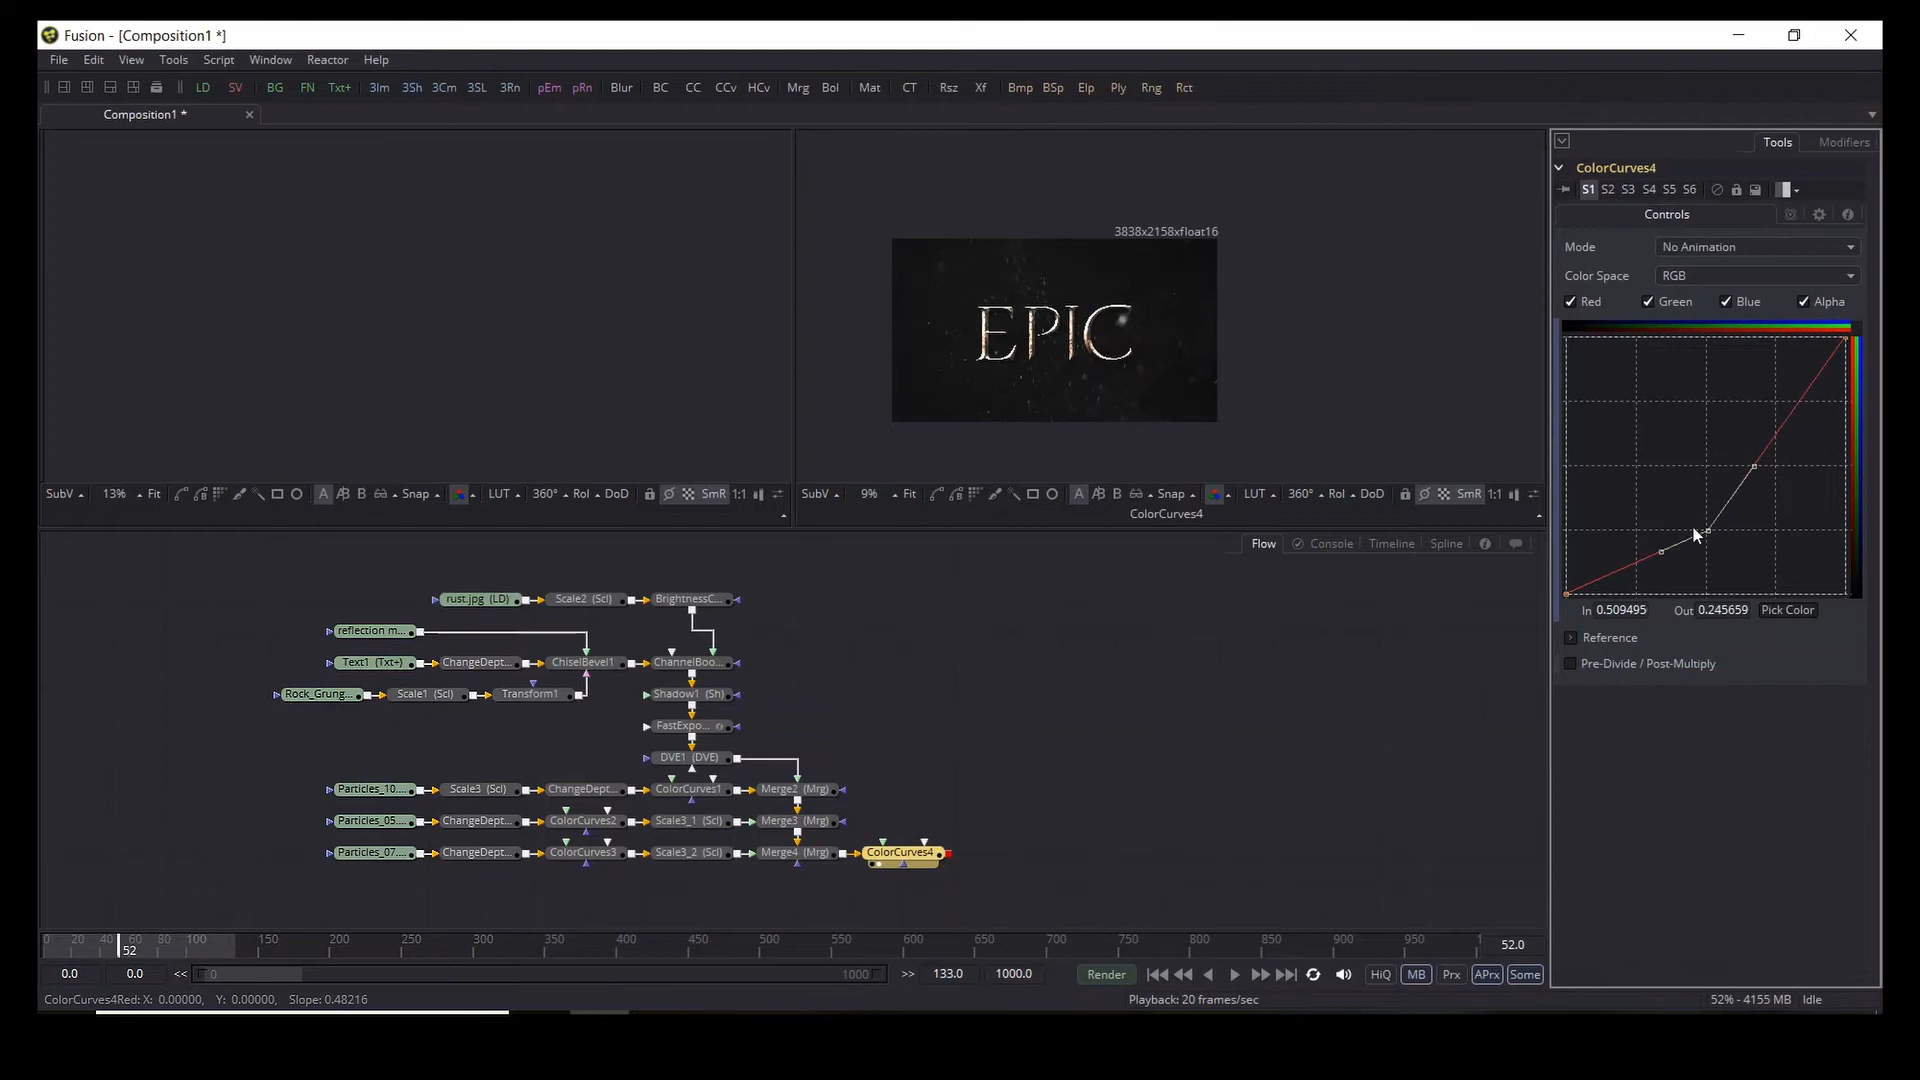 Fusion - [Composition1 *]
File Edit View Tools Script Window Reactor Help
LD SV BG FN Txt+ 3Im 3Sh 3Cm 3SL 3Rn pEm pRn Blur BC CC CCv HCv Mrg Bol Mat CT Rsz Xf Bmp BSp Elp Ply Rng Rct
Composition1 *
Tools Modifiers
ColorCurves4
S1 S2 S3 S4 S5 S6
Controls
Mode No Animation
Color Space RGB
Red Green Blue Alpha
In 0.509495 Out 0.245659 Pick Color
Reference
Pre-Divide / Post-Multiply
3838x2158xfloat16
EPIC
SubV 13% Fit A B Snap LUT 360° RoI DoD SmR 1:1
SubV 9% Fit A B Snap LUT 360° RoI DoD SmR 1:1
ColorCurves4
Flow Console Timeline Spline
rust.jpg (LD) Scale2 (Scl) BrightnessC...
reflection m...
Text1 (Txt+) ChangeDept... ChiselBevel1 ChannelBoo...
Rock_Grung... Scale1 (Scl) Transform1 Shadow1 (Sh)
FastExpo...
DVE1 (DVE)
Particles_10.... Scale3 (Scl) ChangeDept... ColorCurves1 Merge2 (Mrg)
Particles_05.... ChangeDept... ColorCurves2 Scale3_1 (Scl) Merge3 (Mrg)
Particles_07.... ChangeDept... ColorCurves3 Scale3_2 (Scl) Merge4 (Mrg) ColorCurves4
0 20 40 60 80 100 150 200 250 300 350 400 450 500 550 600 650 700 750 800 850 900 950 1 52.0
52
0.0 0.0 << 0 1000 >> 133.0 1000.0 Render HiQ MB Prx APrx Some
ColorCurves4Red: X: 0.00000, Y: 0.00000, Slope: 0.48216 Playback: 20 frames/sec 52% - 4155 MB Idle